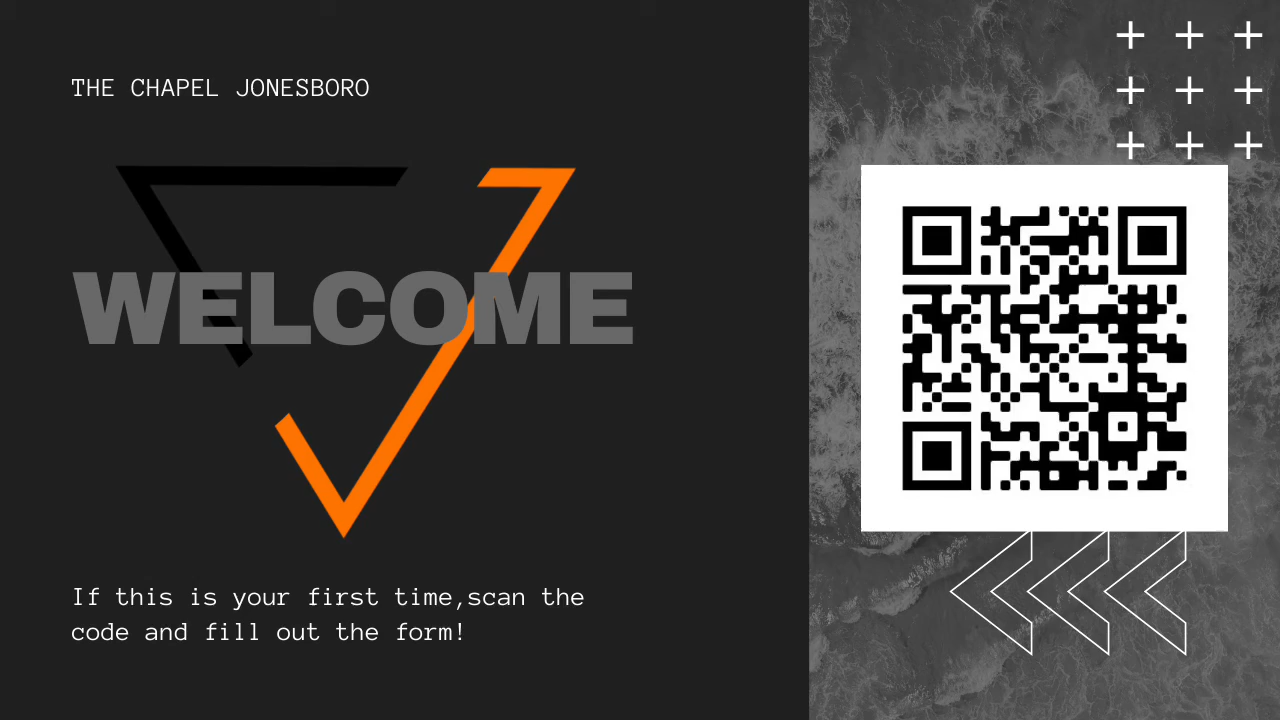 THE CHAPEL JONESBORO
WELCOME
If this is your first time,scan the
code and fill out the form!